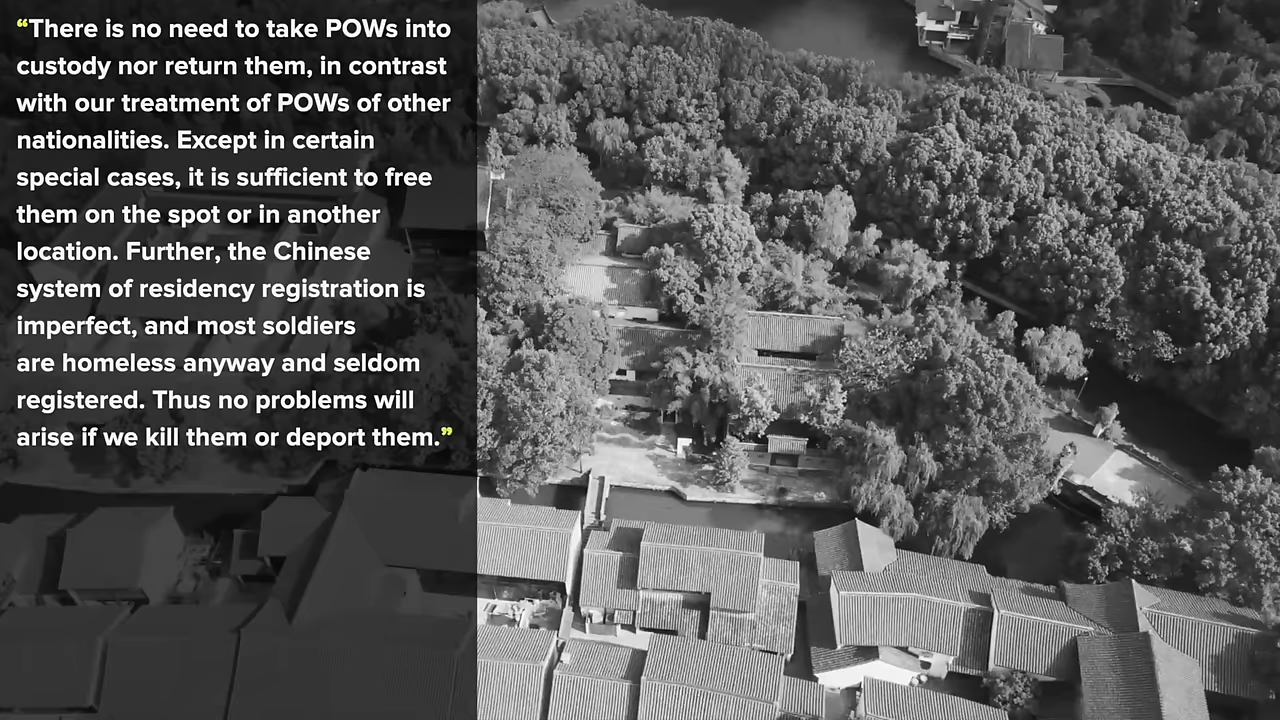 “There is no need to take POWs into
custody nor return them, in contrast
with our treatment of POWs of other
nationalities. Except in certain
special cases, it is sufficient to free
them on the spot or in another
location. Further, the Chinese
system of residency registration is
imperfect, and most soldiers
are homeless anyway and seldom
registered. Thus no problems will
arise if we kill them or deport them.”